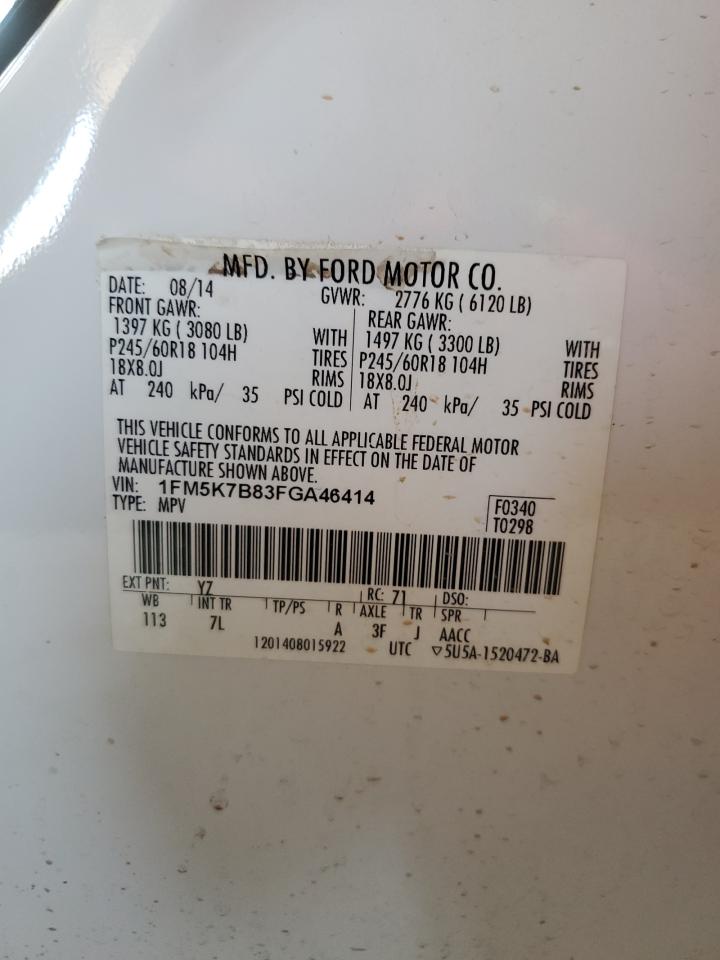 MFD. BY FORD MOTOR CO.
DATE: 08/14 GVWR: 2776 KG ( 6120 LB)
FRONT GAWR:
1397 KG ( 3080 LB) WITH
P245/60R18 104H TIRES
18X8.0J RIMS
AT 240 kPa/ 35 PSI COLD
REAR GAWR:
1497 KG ( 3300 LB) WITH
P245/60R18 104H TIRES
18X8.0J RIMS
AT 240 kPa/ 35 PSI COLD
THIS VEHICLE CONFORMS TO ALL APPLICABLE FEDERAL MOTOR
VEHICLE SAFETY STANDARDS IN EFFECT ON THE DATE OF
MANUFACTURE SHOWN ABOVE.
VIN: 1FM5K7B83FGA46414
TYPE: MPV
F0340
T0298
EXT PNT: YZ RC: 71 DSO:
WB INT TR TP/PS R AXLE TR SPR
113 7L A 3F J AACC
1201408015922 UTC ▽5U5A-1520472-BA